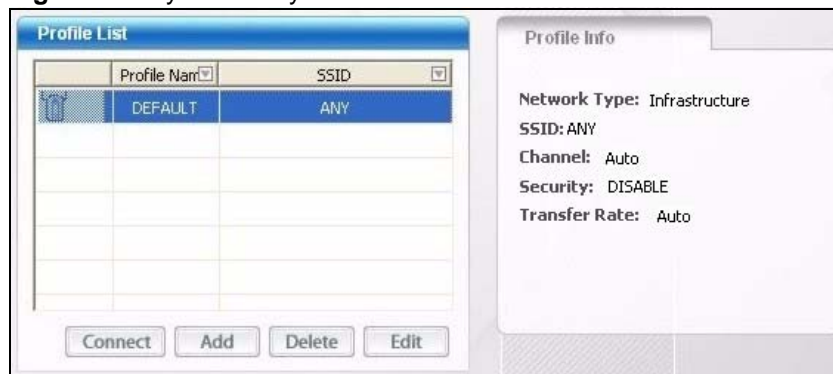 Profile List
Profile Nam SSID
DEFAULT ANY
Connect Add Delete Edit
Profile Info
Network Type: Infrastructure
SSID: ANY
Channel: Auto
Security: DISABLE
Transfer Rate: Auto